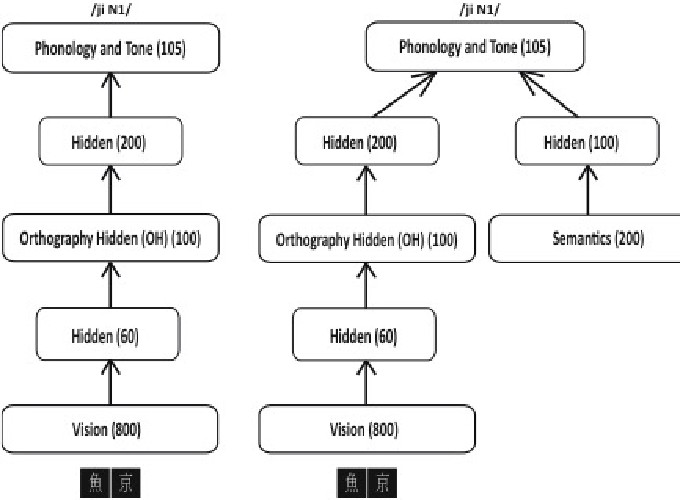 /ji N1/
Phonology and Tone (105)
Hidden (200)
Orthography Hidden (OH) (100)
Hidden (60)
Vision (800)
魚 京
/ji N1/
Phonology and Tone (105)
Hidden (200)
Hidden (100)
Orthography Hidden (OH) (100)
Semantics (200)
Hidden (60)
Vision (800)
魚 京